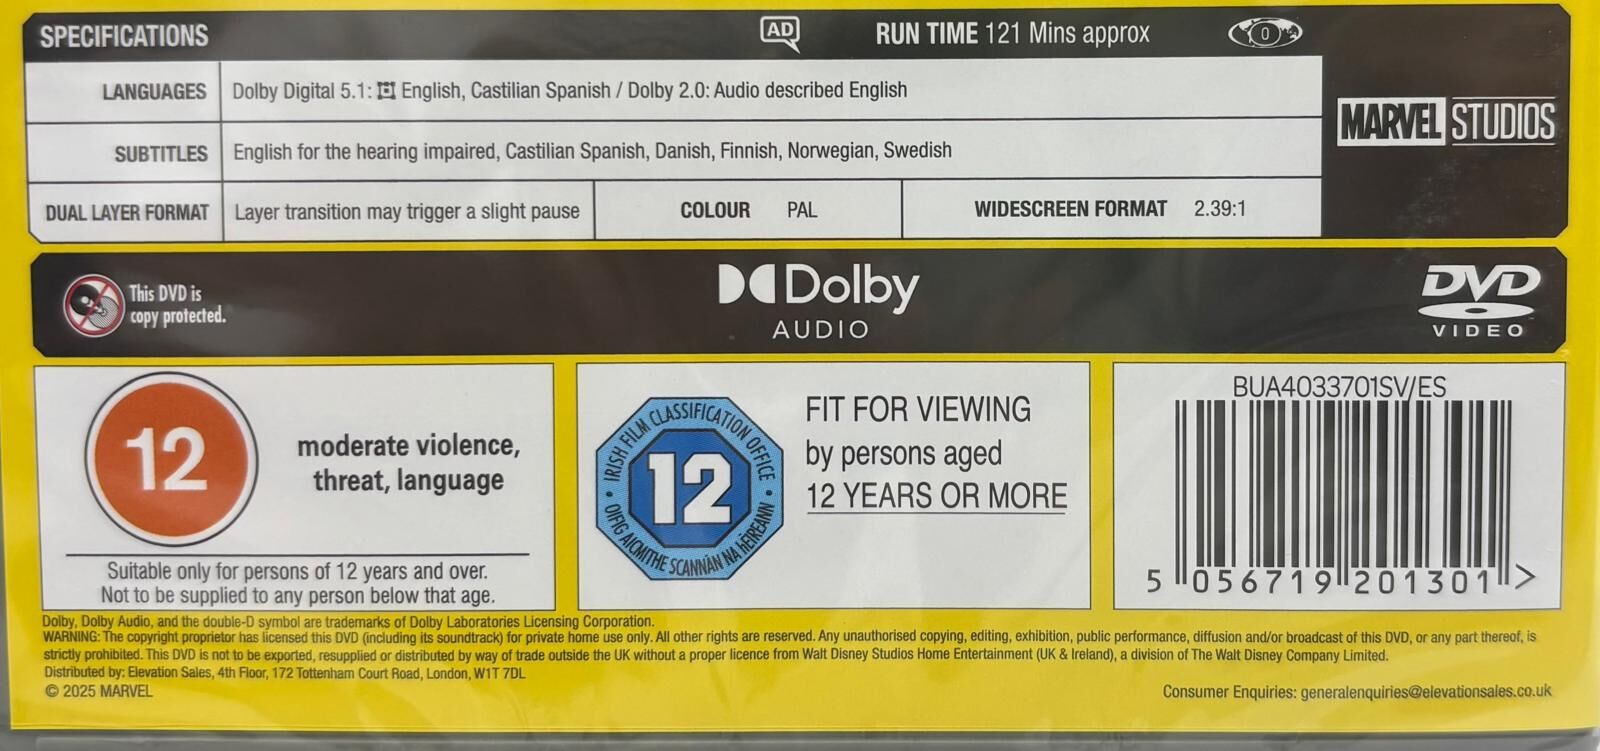 SPECIFICATIONS
AD
RUN TIME 121 Mins approx
0
LANGUAGES
Dolby Digital 5.1: English, Castilian Spanish / Dolby 2.0: Audio described English
MARVEL STUDIOS
SUBTITLES
English for the hearing impaired, Castilian Spanish, Danish, Finnish, Norwegian, Swedish
DUAL LAYER FORMAT
Layer transition may trigger a slight pause
COLOUR PAL
WIDESCREEN FORMAT 2.39:1
This DVD is
copy protected.
Dolby
AUDIO
DVD
VIDEO
12
moderate violence,
threat, language
Suitable only for persons of 12 years and over.
Not to be supplied to any person below that age.
IRISH FILM CLASSIFICATION OFFICE
12
OIFIG AICMITHE SCANNÁN NA hÉIREANN
FIT FOR VIEWING
by persons aged
12 YEARS OR MORE
BUA4033701SV/ES
5 056719 201301 >
Dolby, Dolby Audio, and the double-D symbol are trademarks of Dolby Laboratories Licensing Corporation.
WARNING: The copyright proprietor has licensed this DVD (including its soundtrack) for private home use only. All other rights are reserved. Any unauthorised copying, editing, exhibition, public performance, diffusion and/or broadcast of this DVD, or any part thereof, is
strictly prohibited. This DVD is not to be exported, resupplied or distributed by way of trade outside the UK without a proper licence from Walt Disney Studios Home Entertainment (UK & Ireland), a division of The Walt Disney Company Limited.
Distributed by: Elevation Sales, 4th Floor, 172 Tottenham Court Road, London, W1T 7DL
© 2025 MARVEL
Consumer Enquiries: generalenquiries@elevationsales.co.uk